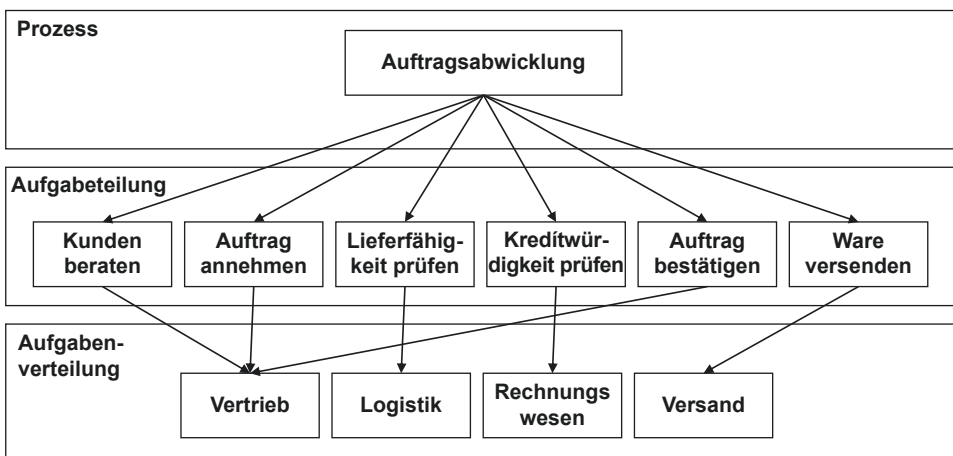 Prozess
Auftragsabwicklung
Aufgabeteilung
Kunden
beraten
Auftrag
annehmen
Lieferfähig-
keit prüfen
Kreditwür-
digkeit prüfen
Auftrag
bestätigen
Ware
versenden
Aufgaben-
verteilung
Vertrieb
Logistik
Rechnungs
wesen
Versand